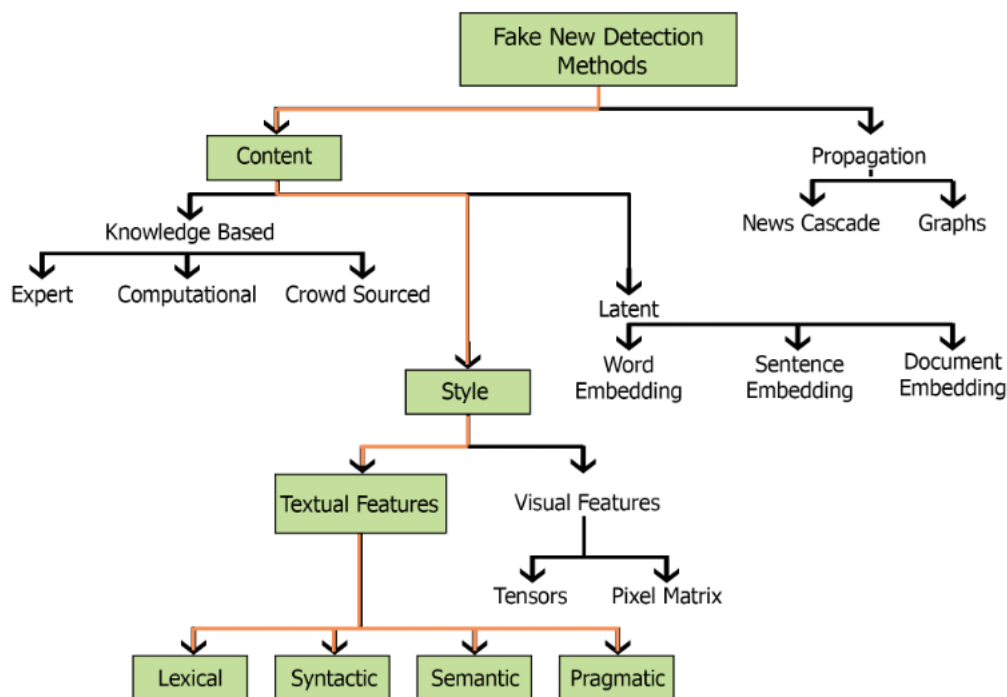 Fake New Detection
Methods
Content
Propagation
Knowledge Based
News Cascade
Graphs
Expert
Computational
Crowd Sourced
Latent
Word
Embedding
Sentence
Embedding
Document
Embedding
Style
Textual Features
Visual Features
Tensors
Pixel Matrix
Lexical
Syntactic
Semantic
Pragmatic